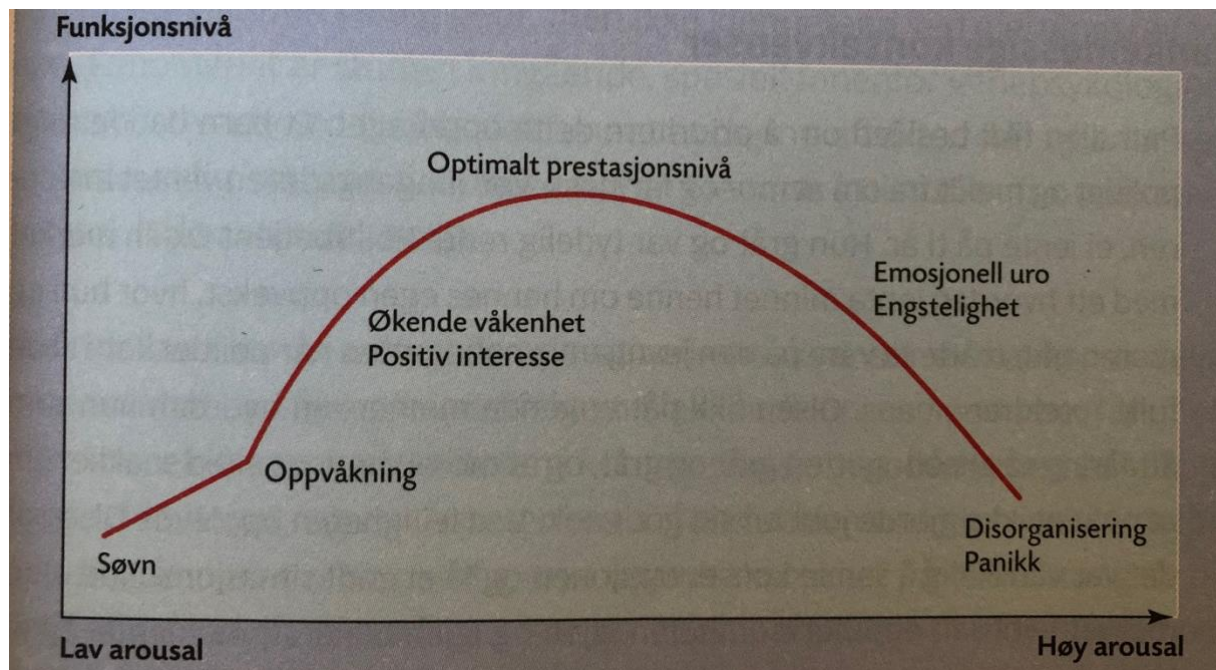 Funksjonsnivå
Optimalt prestasjonsnivå
Emosjonell uro
Engstelighet
Økende våkenhet
Positiv interesse
Oppvåkning
Søvn
Disorganisering
Panikk
Lav arousal
Høy arousal